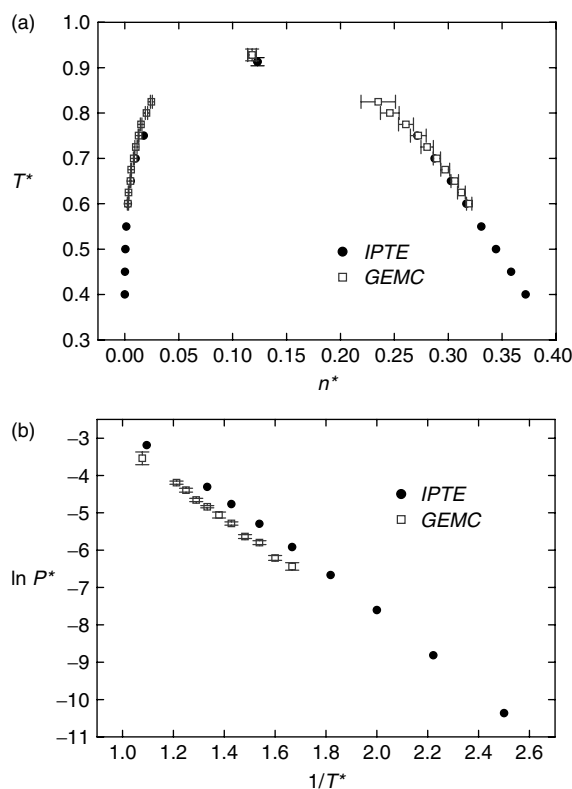 (a)
1.0
0.9
0.8
0.7
T*
0.6
0.5
0.4
0.3
IPTE
GEMC
0.00 0.05 0.10 0.15 0.20 0.25 0.30 0.35 0.40
n*
(b)
−3
−4
−5
−6
ln P*
−7
−8
−9
−10
−11
IPTE
GEMC
1.0 1.2 1.4 1.6 1.8 2.0 2.2 2.4 2.6
1/T*